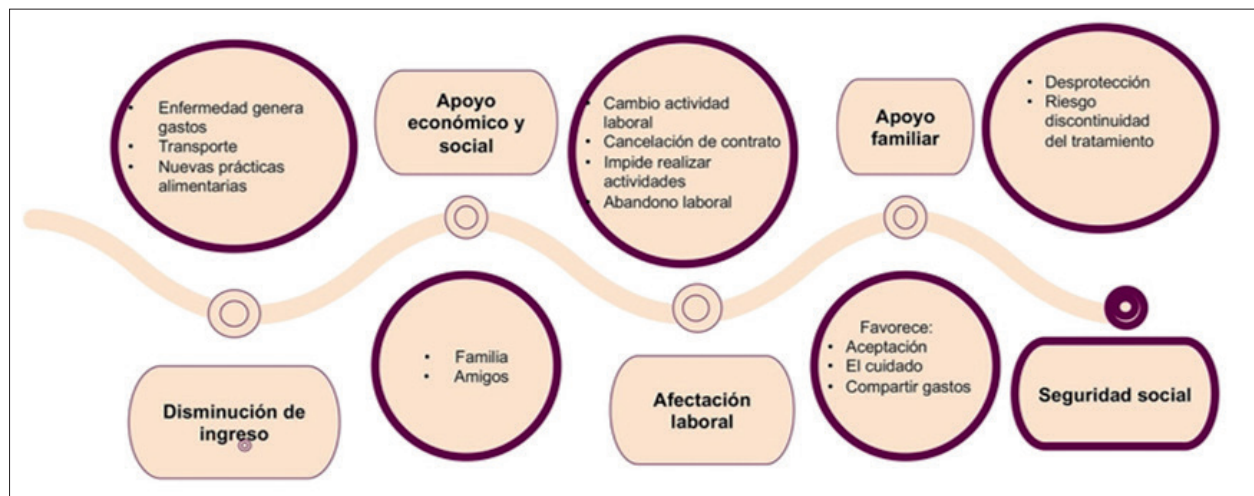 Enfermedad genera
gastos
Transporte
Nuevas prácticas
alimentarias
Disminución de
ingreso
Apoyo
económico y
social
Familia
Amigos
Cambio actividad
laboral
Cancelación de contrato
Impide realizar
actividades
Abandono laboral
Afectación
laboral
Apoyo
familiar
Favorece:
Aceptación
El cuidado
Compartir gastos
Desprotección
Riesgo
discontinuidad
del tratamiento
Seguridad social